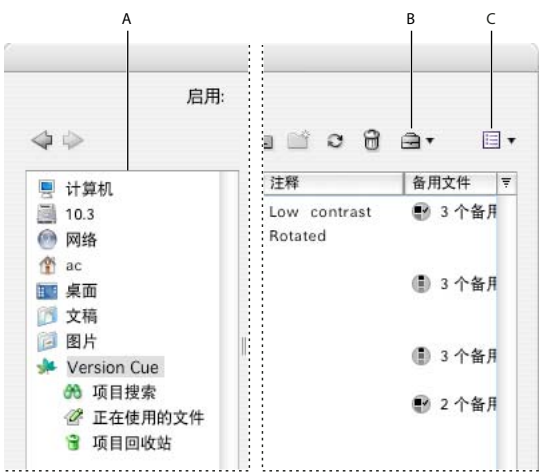 A
B
C
启用:
计算机
10.3
网络
ac
桌面
文稿
图片
Version Cue
项目搜索
正在使用的文件
项目回收站
注释
备用文件
Low contrast
3 个备用
Rotated
3 个备用
3 个备用
2 个备用